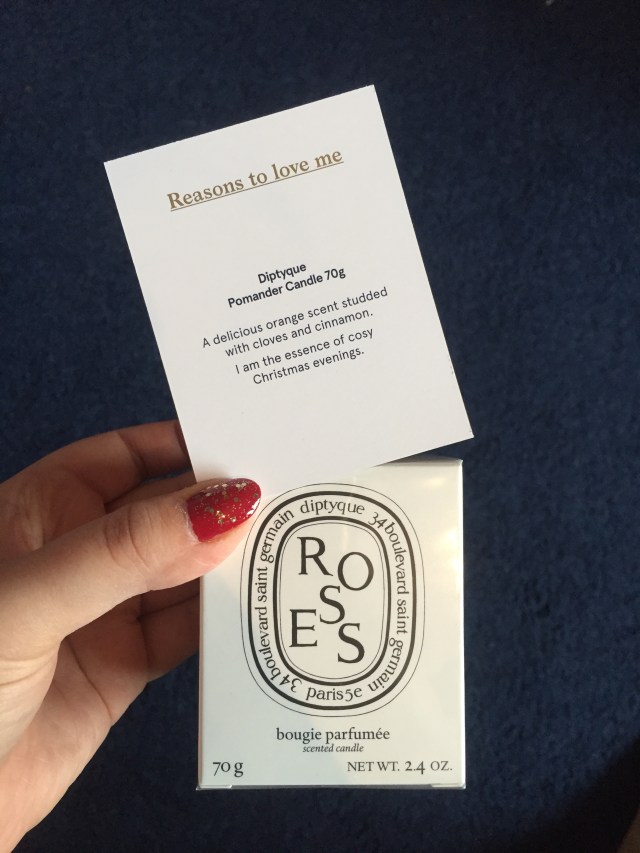 Reasons to love me
Diptyque
Pomander Candle 70g
A delicious orange scent studded
with cloves and cinnamon.
I am the essence of cosy
Christmas evenings.
diptyque 34 boulevard saint germain paris5e 34 boulevard saint germain
ROSES
bougie parfumée
scented candle
70 g NET WT. 2.4 OZ.